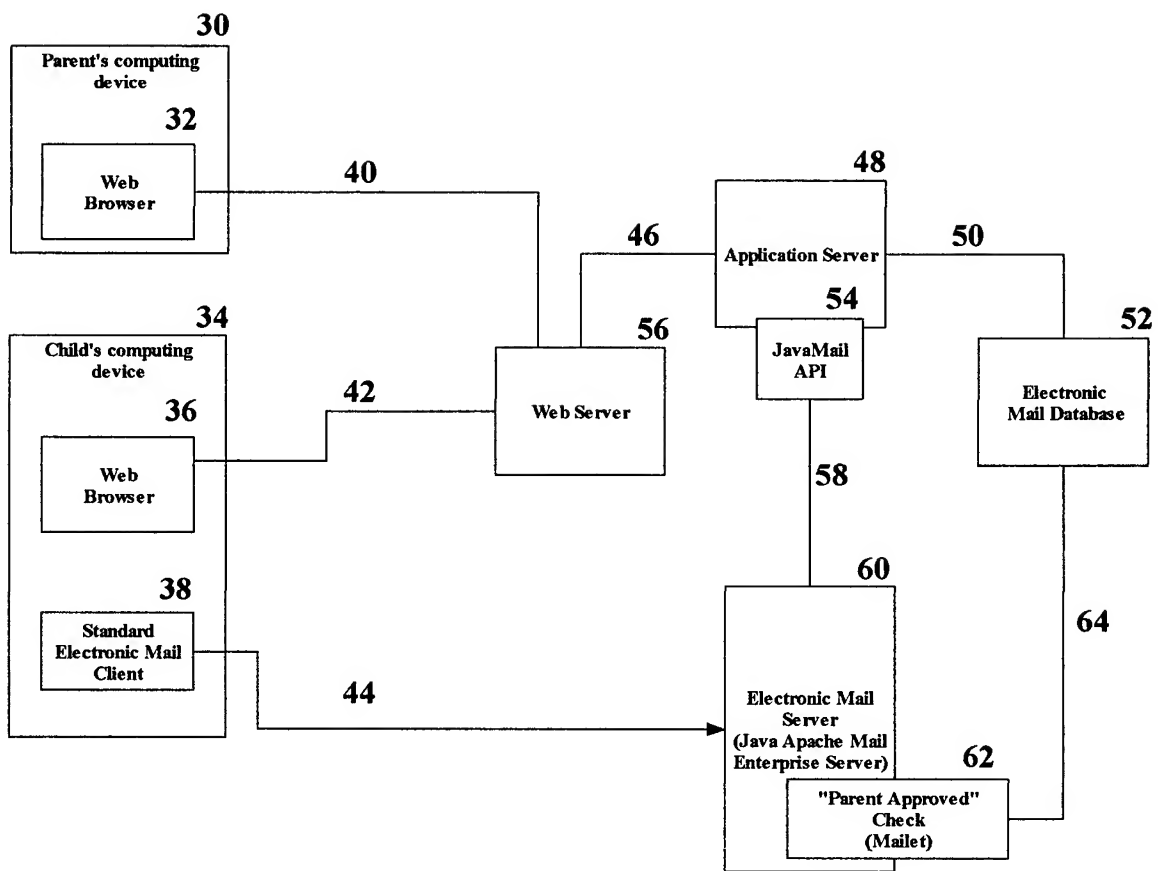 30
Parent's computing
device
32
Web
Browser
40
48
46
Application Server
50
54
JavaMail
API
52
Electronic
Mail Database
34
Child's computing
device
56
Web Server
42
36
Web
Browser
58
38
Standard
Electronic Mail
Client
44
60
64
Electronic Mail
Server
(Java Apache Mail
Enterprise Server)
62
"Parent Approved"
Check
(Mailet)